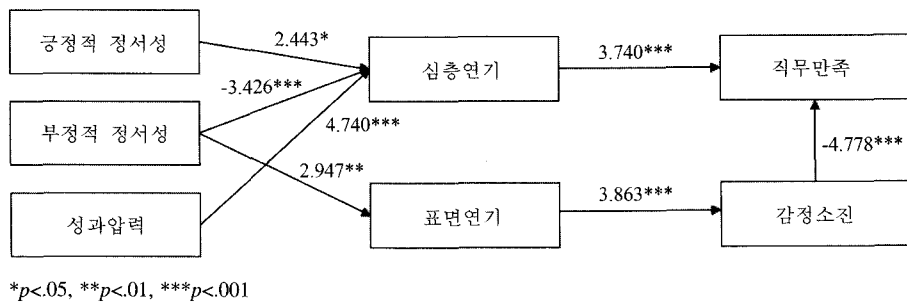 긍정적 정서성
2.443*
심층연기
3.740***
직무만족
-3.426***
부정적 정서성
4.740***
-4.778***
2.947**
성과압력
표면연기
3.863***
감정소진
*p<.05, **p<.01, ***p<.001